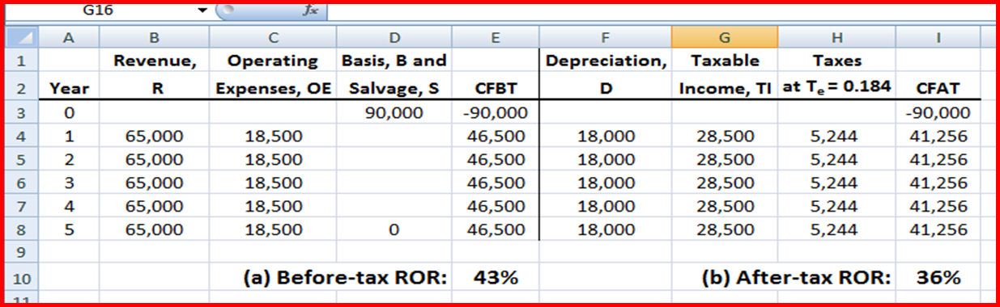 G16 fx
A B C D E F G H I
1 Revenue, Operating Basis, B and Depreciation, Taxable Taxes
2 Year R Expenses, OE Salvage, S CFBT D Income, TI at Te = 0.184 CFAT
3 0 90,000 -90,000 -90,000
4 1 65,000 18,500 46,500 18,000 28,500 5,244 41,256
5 2 65,000 18,500 46,500 18,000 28,500 5,244 41,256
6 3 65,000 18,500 46,500 18,000 28,500 5,244 41,256
7 4 65,000 18,500 46,500 18,000 28,500 5,244 41,256
8 5 65,000 18,500 0 46,500 18,000 28,500 5,244 41,256
9
10 (a) Before-tax ROR: 43% (b) After-tax ROR: 36%
11